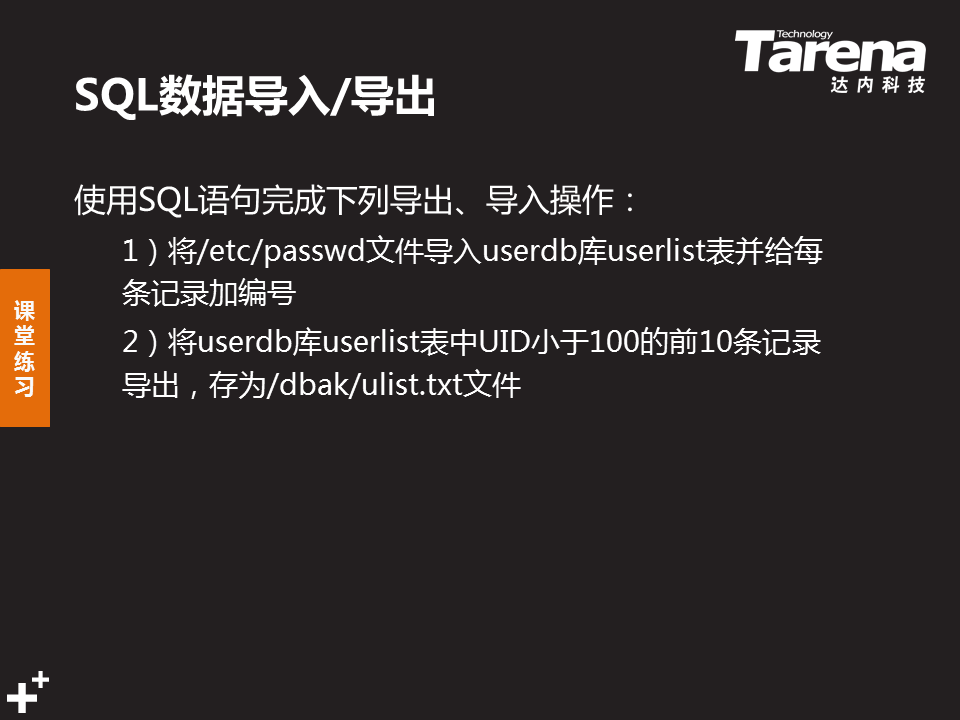 Technology
Tarena
达内科技
SQL数据导入/导出
使用SQL语句完成下列导出、导入操作：
1）将/etc/passwd文件导入userdb库userlist表并给每
条记录加编号
2）将userdb库userlist表中UID小于100的前10条记录
导出，存为/dbak/ulist.txt文件
课
堂
练
习